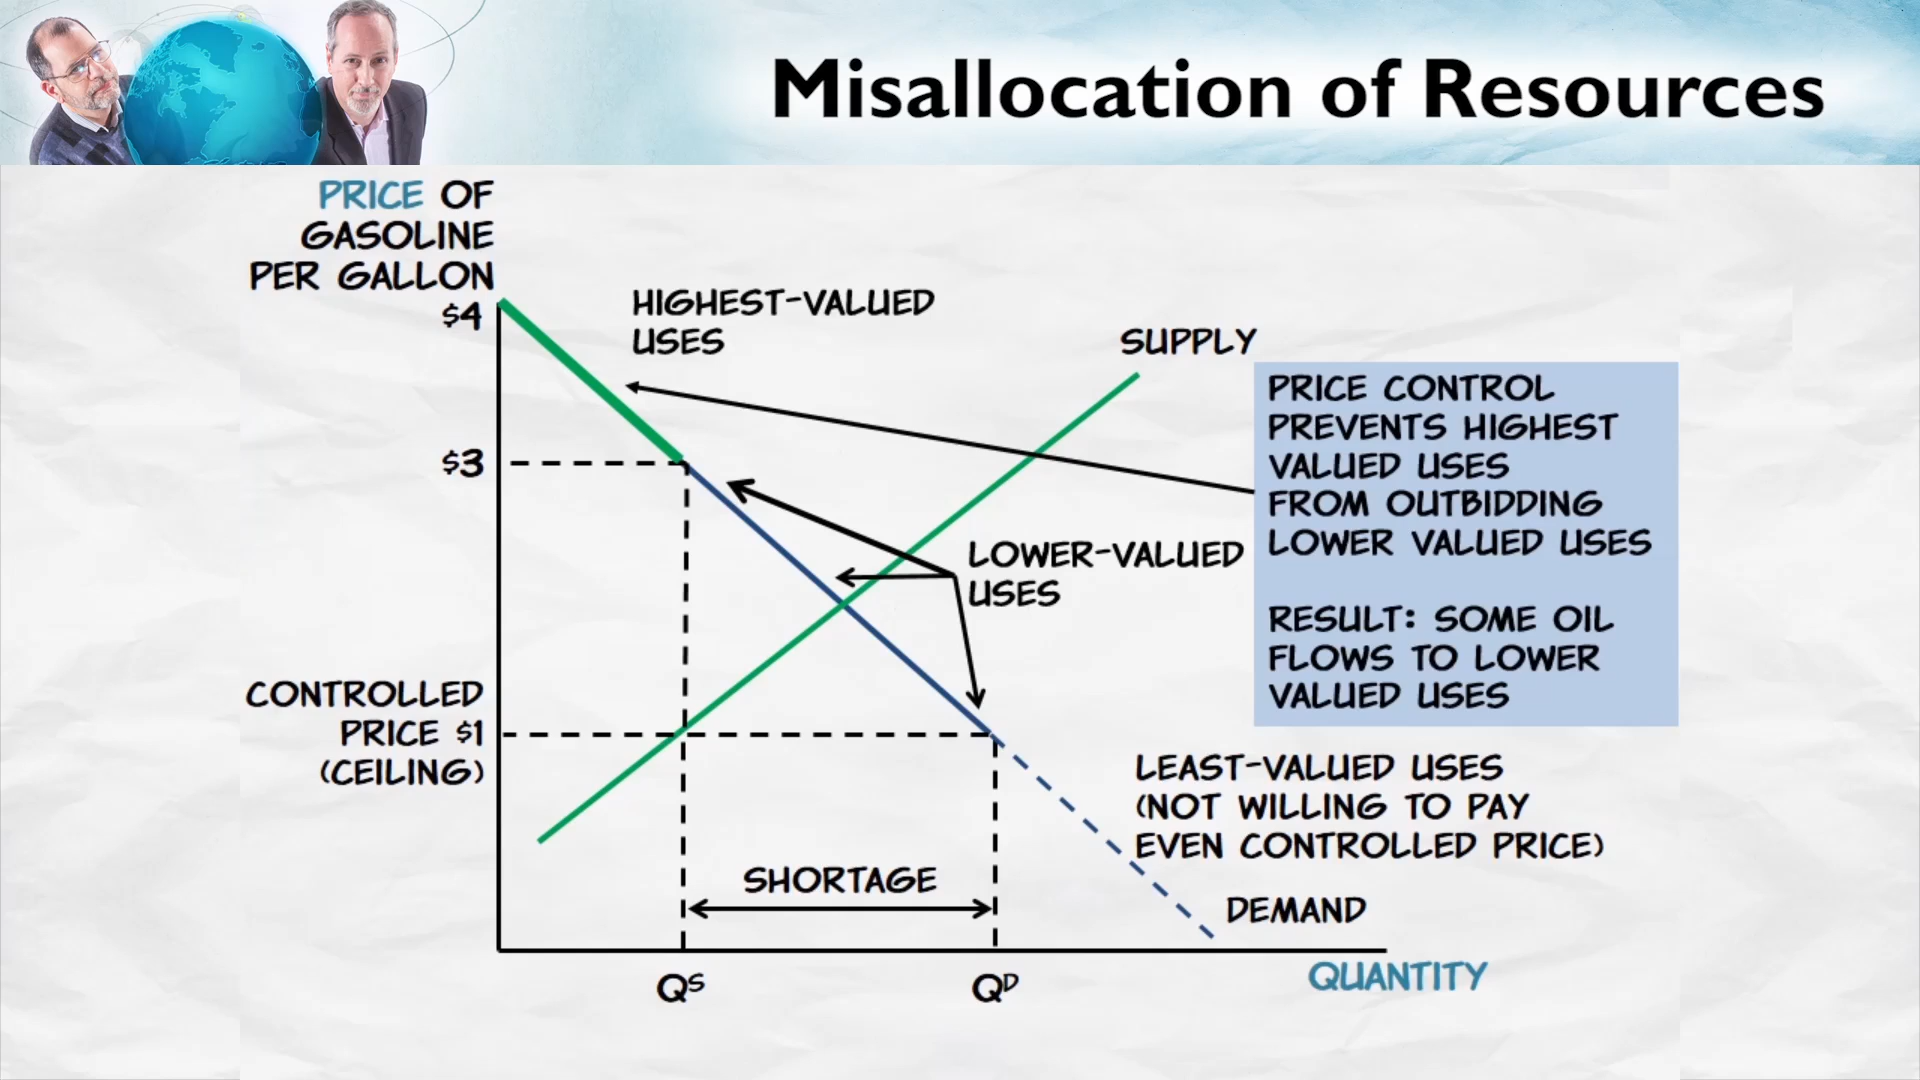 Misallocation of Resources
PRICE OF
GASOLINE
PER GALLON
$4
HIGHEST-VALUED
USES
SUPPLY
PRICE CONTROL
PREVENTS HIGHEST
VALUED USES
FROM OUTBIDDING
LOWER VALUED USES
RESULT: SOME OIL
FLOWS TO LOWER
VALUED USES
$3
LOWER-VALUED
USES
CONTROLLED
PRICE $1
(CEILING)
LEAST-VALUED USES
(NOT WILLING TO PAY
EVEN CONTROLLED PRICE)
SHORTAGE
DEMAND
Qˢ
Qᴰ
QUANTITY